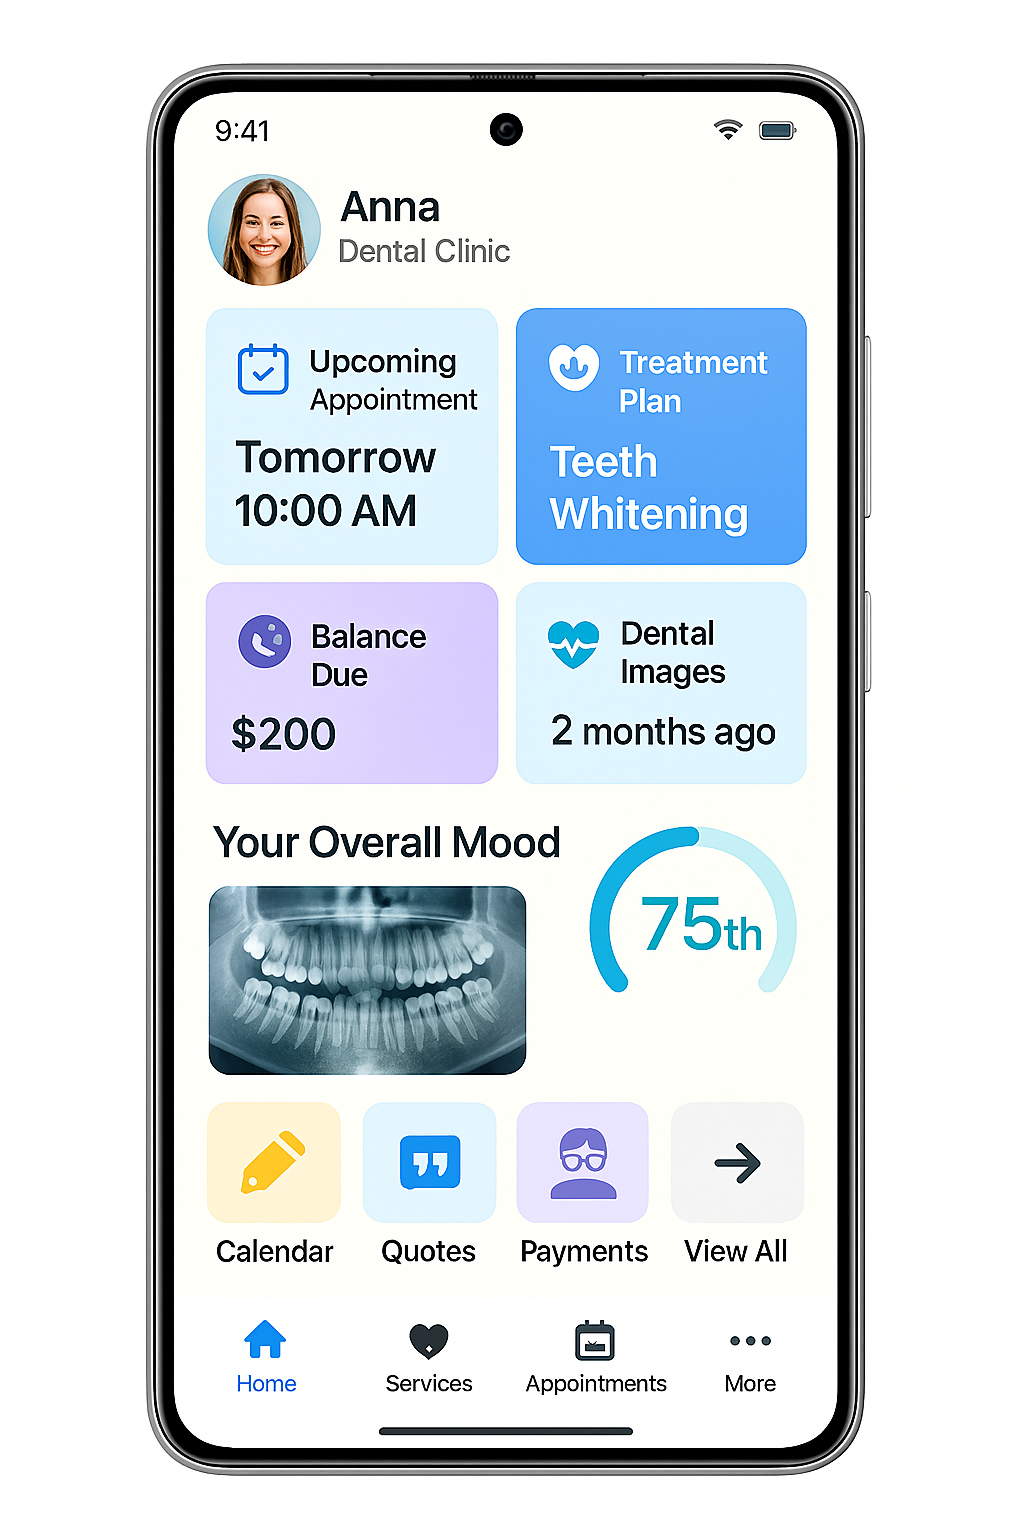 9:41
Anna
Dental Clinic
Upcoming
Appointment
Tomorrow
10:00 AM
Treatment
Plan
Teeth
Whitening
Balance
Due
$200
Dental
Images
2 months ago
Your Overall Mood
75th
Calendar
Quotes
Payments
View All
Home
Services
Appointments
More